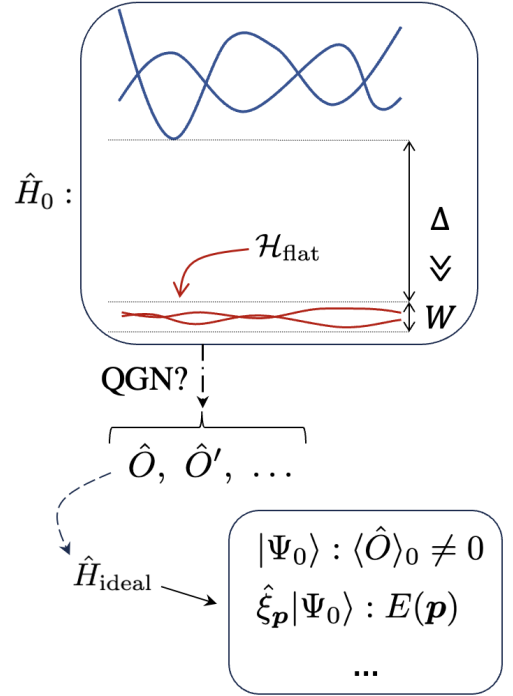 Ĥ₀ :
Δ
≫
W
ℋ_flat
QGN?
Ô, Ô′, …
Ĥ_ideal
|Ψ₀⟩ : ⟨Ô⟩₀ ≠ 0
ξ̂_𝒑|Ψ₀⟩ : E(𝒑)
...